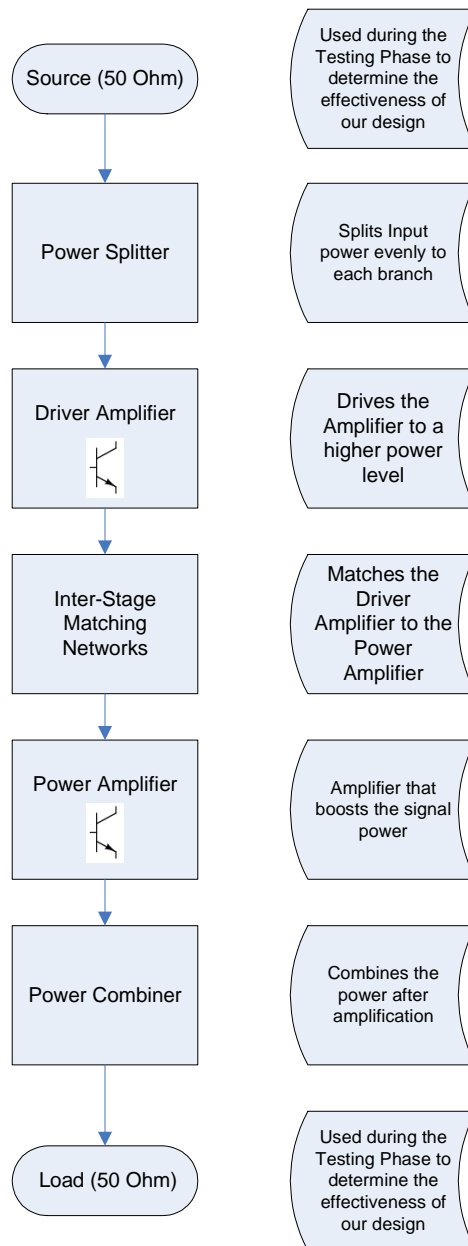 Source (50 Ohm)
Used during the
Testing Phase to
determine the
effectiveness of
our design
Power Splitter
Splits Input
power evenly to
each branch
Driver Amplifier
Drives the
Amplifier to a
higher power
level
Inter-Stage
Matching
Networks
Matches the
Driver
Amplifier to the
Power
Amplifier
Power Amplifier
Amplifier that
boosts the signal
power
Power Combiner
Combines the
power after
amplification
Load (50 Ohm)
Used during the
Testing Phase to
determine the
effectiveness of
our design